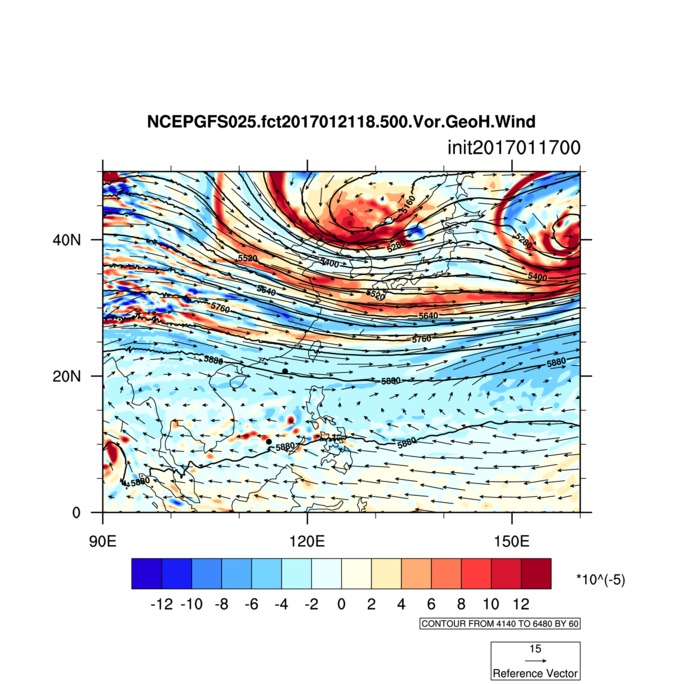 NCEPGFS025.fct2017012118.500.Vor.GeoH.Wind
init2017011700
5160
5280
5280
40N
5520
5400
5400
5640
5520
5760
5640
5760
5880
5880
20N
5880
5880
5880
5880
0
90E 120E 150E
-12 -10 -8 -6 -4 -2 0 2 4 6 8 10 12
*10^(-5)
CONTOUR FROM 4140 TO 6480 BY 60
15
Reference Vector